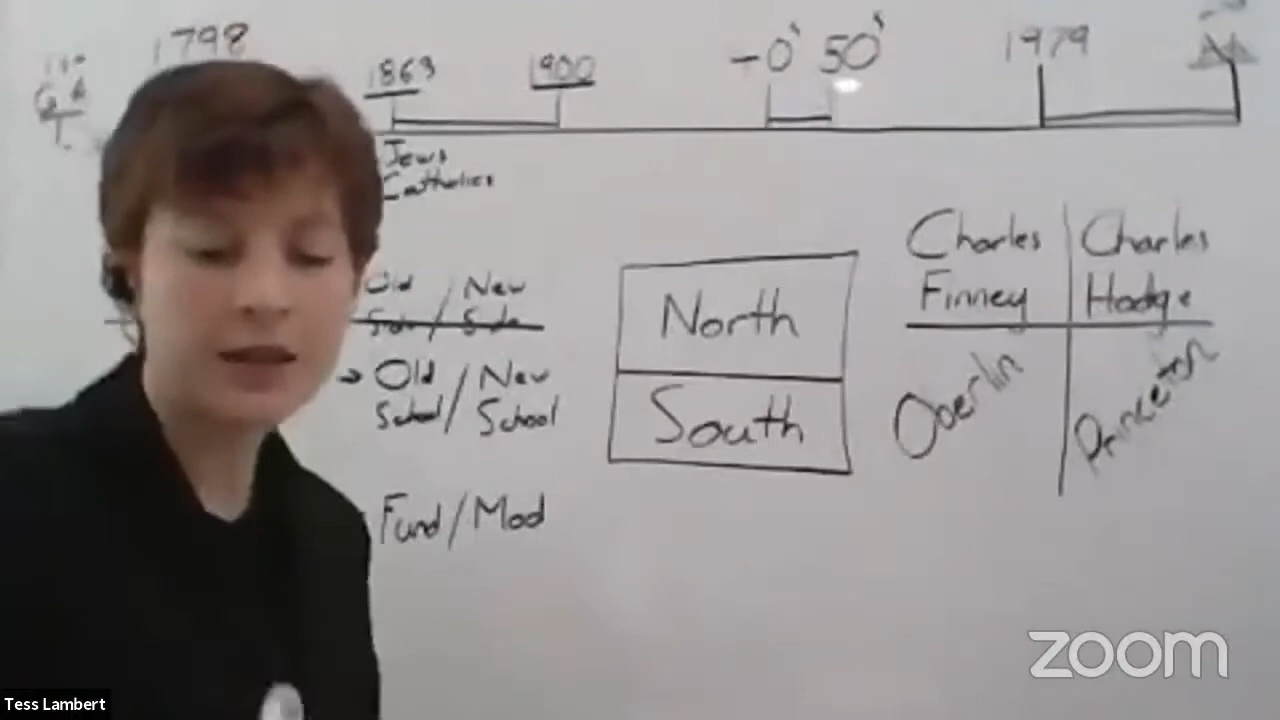 1798
1863
1900
-0' 50'
1979
Jews
Catholics
Old / New
Side / Side
→ Old / New
School / School
Fund / Mod
North
South
Charles Finney
Charles Hodge
Oberlin
Princeton
zoom
Tess Lambert